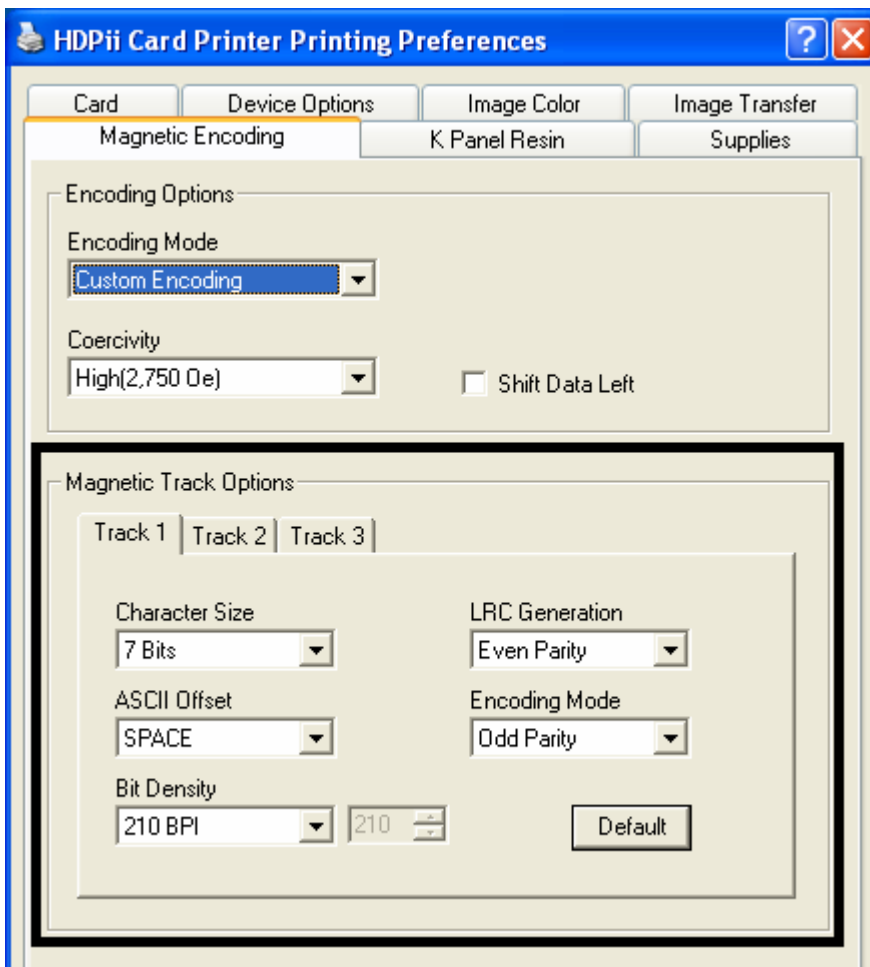 HDPii Card Printer Printing Preferences
Card Device Options Image Color Image Transfer
Magnetic Encoding K Panel Resin Supplies
Encoding Options
Encoding Mode
Custom Encoding
Coercivity
High(2,750 Oe) Shift Data Left
Magnetic Track Options
Track 1 Track 2 Track 3
Character Size LRC Generation
7 Bits Even Parity
ASCII Offset Encoding Mode
SPACE Odd Parity
Bit Density
210 BPI 210 Default